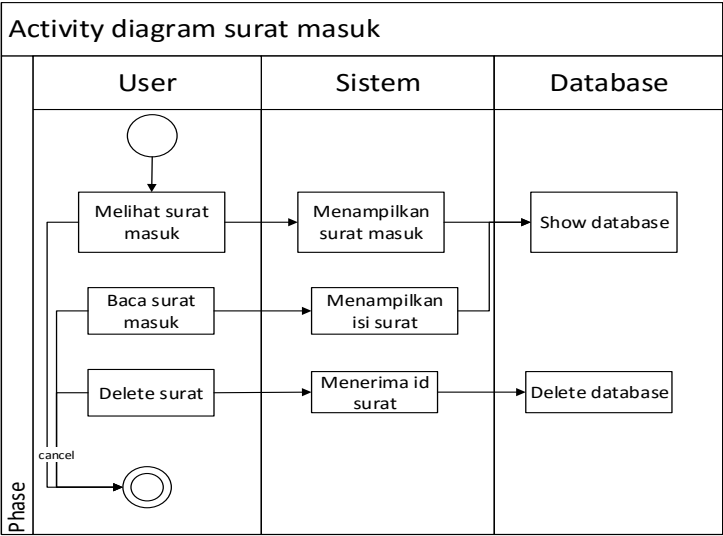 Activity diagram surat masuk
User
Sistem
Database
Melihat surat
masuk
Menampilkan
surat masuk
Show database
Baca surat
masuk
Menampilkan
isi surat
Delete surat
Menerima id
surat
Delete database
cancel
Phase